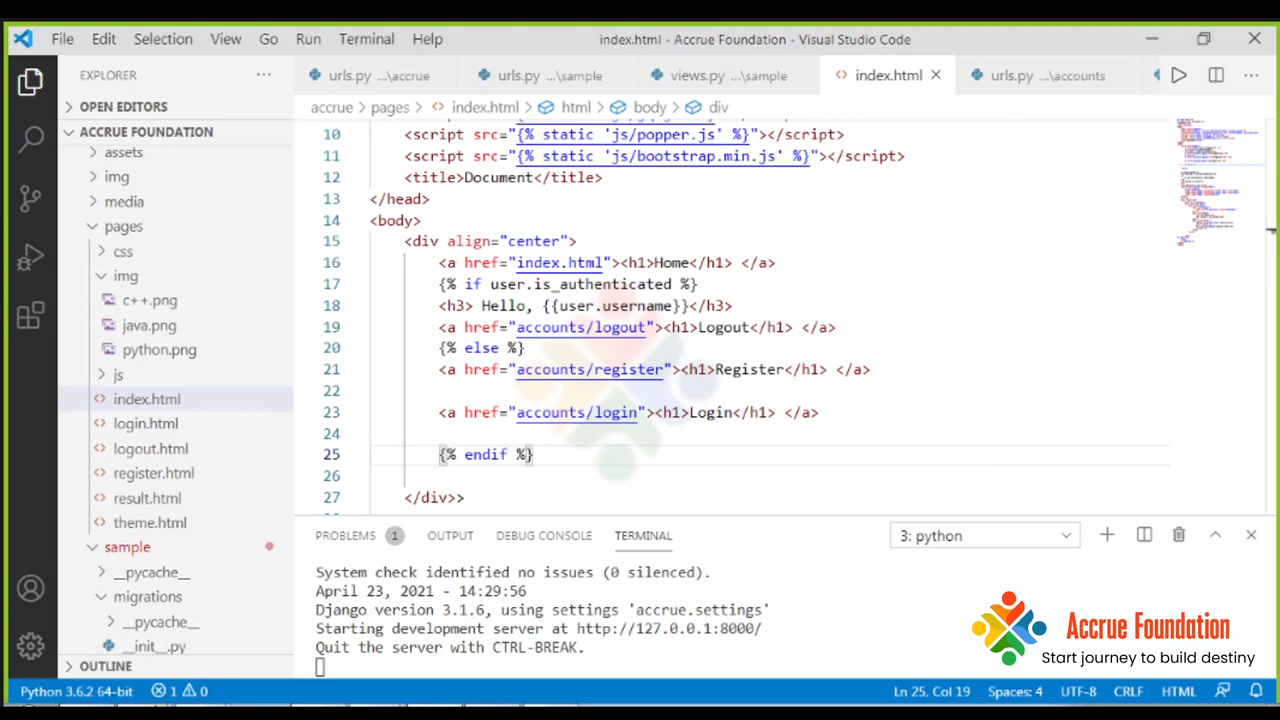 File Edit Selection View Go Run Terminal Help index.html - Accrue Foundation - Visual Studio Code
EXPLORER ...
urls.py ...\accrue urls.py ...\sample views.py ...\sample index.html urls.py ...\accounts
OPEN EDITORS
ACCRUE FOUNDATION
assets
img
media
pages
css
img
c++.png
java.png
python.png
js
index.html
login.html
logout.html
register.html
result.html
theme.html
sample
__pycache__
migrations
__pycache__
__init__.py
OUTLINE
accrue > pages > index.html > html > body > div
10 <script src="{% static 'js/popper.js' %}"></script>
11 <script src="{% static 'js/bootstrap.min.js' %}"></script>
12 <title>Document</title>
13 </head>
14 <body>
15 <div align="center">
16 <a href="index.html"><h1>Home</h1> </a>
17 {% if user.is_authenticated %}
18 <h3> Hello, {{user.username}}</h3>
19 <a href="accounts/logout"><h1>Logout</h1> </a>
20 {% else %}
21 <a href="accounts/register"><h1>Register</h1> </a>
22
23 <a href="accounts/login"><h1>Login</h1> </a>
24
25 {% endif %}
26
27 </div>>
PROBLEMS 1 OUTPUT DEBUG CONSOLE TERMINAL 3: python
System check identified no issues (0 silenced).
April 23, 2021 - 14:29:56
Django version 3.1.6, using settings 'accrue.settings'
Starting development server at http://127.0.0.1:8000/
Quit the server with CTRL-BREAK.
Accrue Foundation
Start journey to build destiny
Python 3.6.2 64-bit 1 0 Ln 25, Col 19 Spaces: 4 UTF-8 CRLF HTML